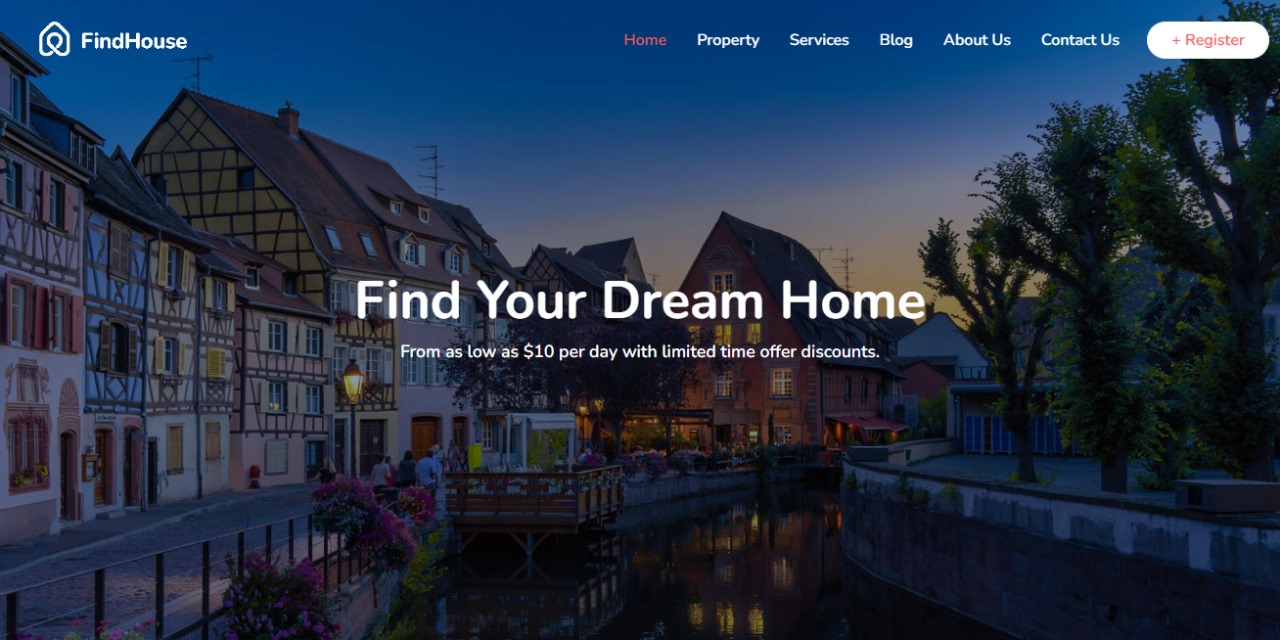 FindHouse
Home Property Services Blog About Us Contact Us + Register
Find Your Dream Home
From as low as $10 per day with limited time offer discounts.